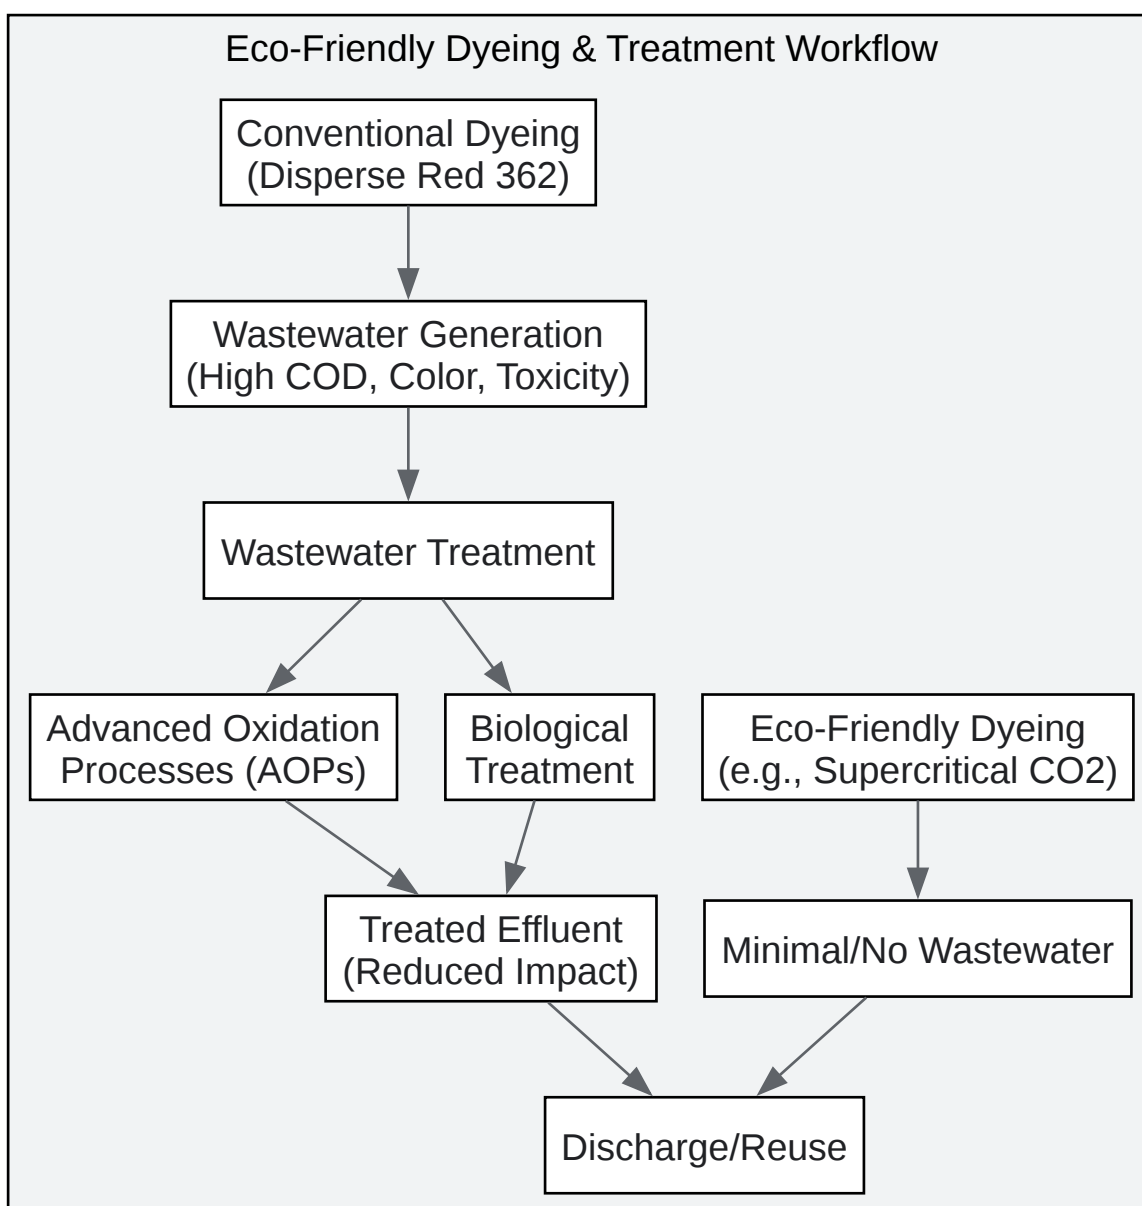 Eco-Friendly Dyeing & Treatment Workflow
Conventional Dyeing
(Disperse Red 362)
Wastewater Generation
(High COD, Color, Toxicity)
Wastewater Treatment
Advanced Oxidation
Processes (AOPs)
Biological
Treatment
Eco-Friendly Dyeing
(e.g., Supercritical CO2)
Treated Effluent
(Reduced Impact)
Minimal/No Wastewater
Discharge/Reuse